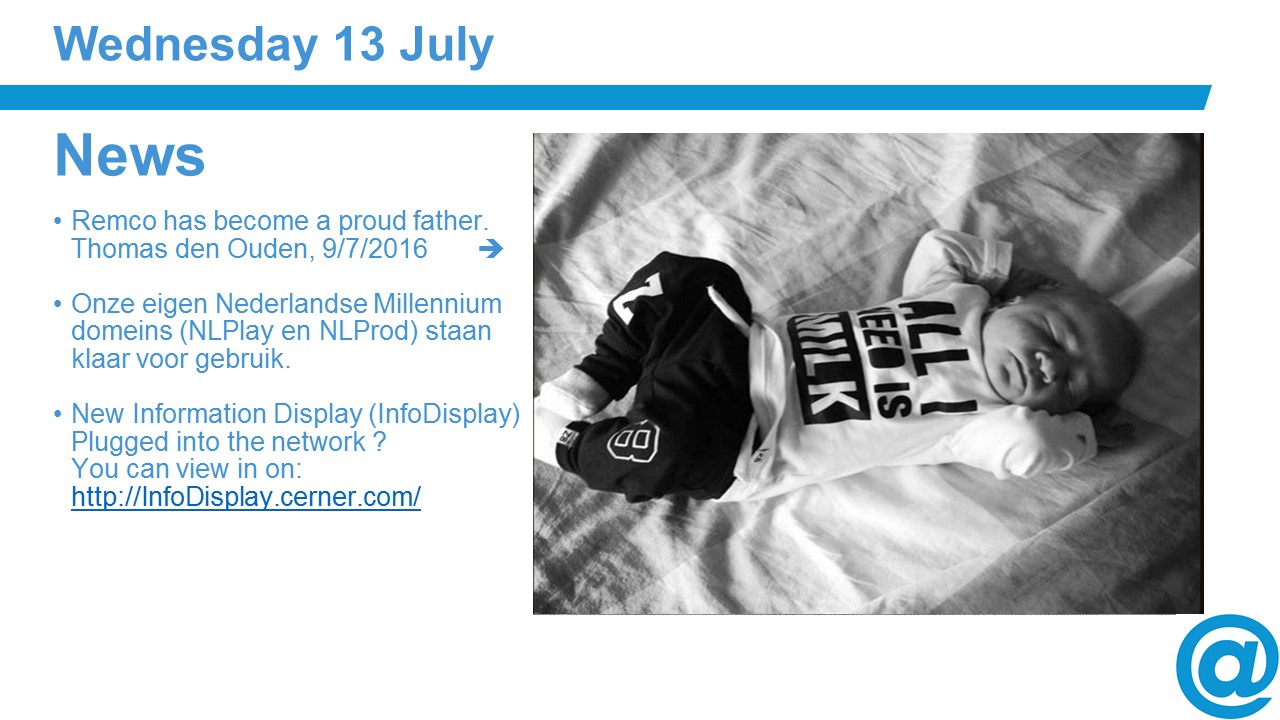 Wednesday 13 July
News
• Remco has become a proud father.
Thomas den Ouden, 9/7/2016 ➔
• Onze eigen Nederlandse Millennium
domeins (NLPlay en NLProd) staan
klaar voor gebruik.
• New Information Display (InfoDisplay)
Plugged into the network ?
You can view in on:
http://InfoDisplay.cerner.com/
ALL I
NEED IS
MILK
Z
8
@